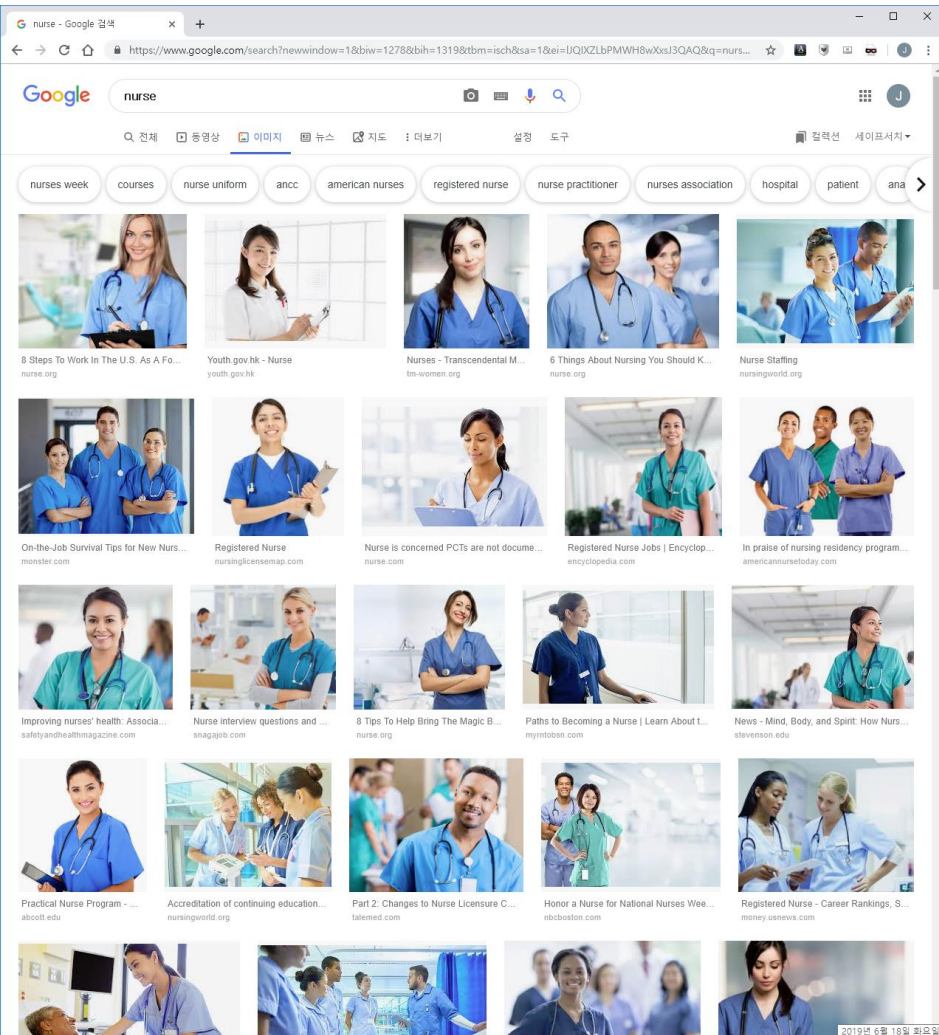 nurse - Google 검색
https://www.google.com/search?newwindow=1&biw=1278&bih=1319&tbm=isch&sa=1&ei=lJQIXZLbPMWH8wXxsJ3QAQ&q=nurs...
Google nurse J
전체 동영상 이미지 뉴스 지도 더보기 설정 도구 컬렉션 세이프서치
nurses week courses nurse uniform ancc american nurses registered nurse nurse practitioner nurses association hospital patient ana
8 Steps To Work In The U.S. As A Fo... Youth.gov.hk - Nurse Nurses - Transcendental M... 6 Things About Nursing You Should K... Nurse Staffing
nurse.org youth.gov.hk tm-women.org nurse.org nursingworld.org
On-the-Job Survival Tips for New Nurs... Registered Nurse Nurse is concerned PCTs are not docume... Registered Nurse Jobs | Encyclop... In praise of nursing residency program...
monster.com nursinglicensemap.com nurse.com encyclopedia.com americannursetoday.com
Improving nurses' health: Associa... Nurse interview questions and ... 8 Tips To Help Bring The Magic B... Paths to Becoming a Nurse | Learn About t... News - Mind, Body, and Spirit: How Nurs...
safetyandhealthmagazine.com snagajob.com nurse.org myrntobsn.com stevenson.edu
Practical Nurse Program - ... Accreditation of continuing education... Part 2: Changes to Nurse Licensure C... Honor a Nurse for National Nurses Wee... Registered Nurse - Career Rankings, S...
abcott.edu nursingworld.org talemed.com nbcboston.com money.usnews.com
2019년 6월 18일 화요일